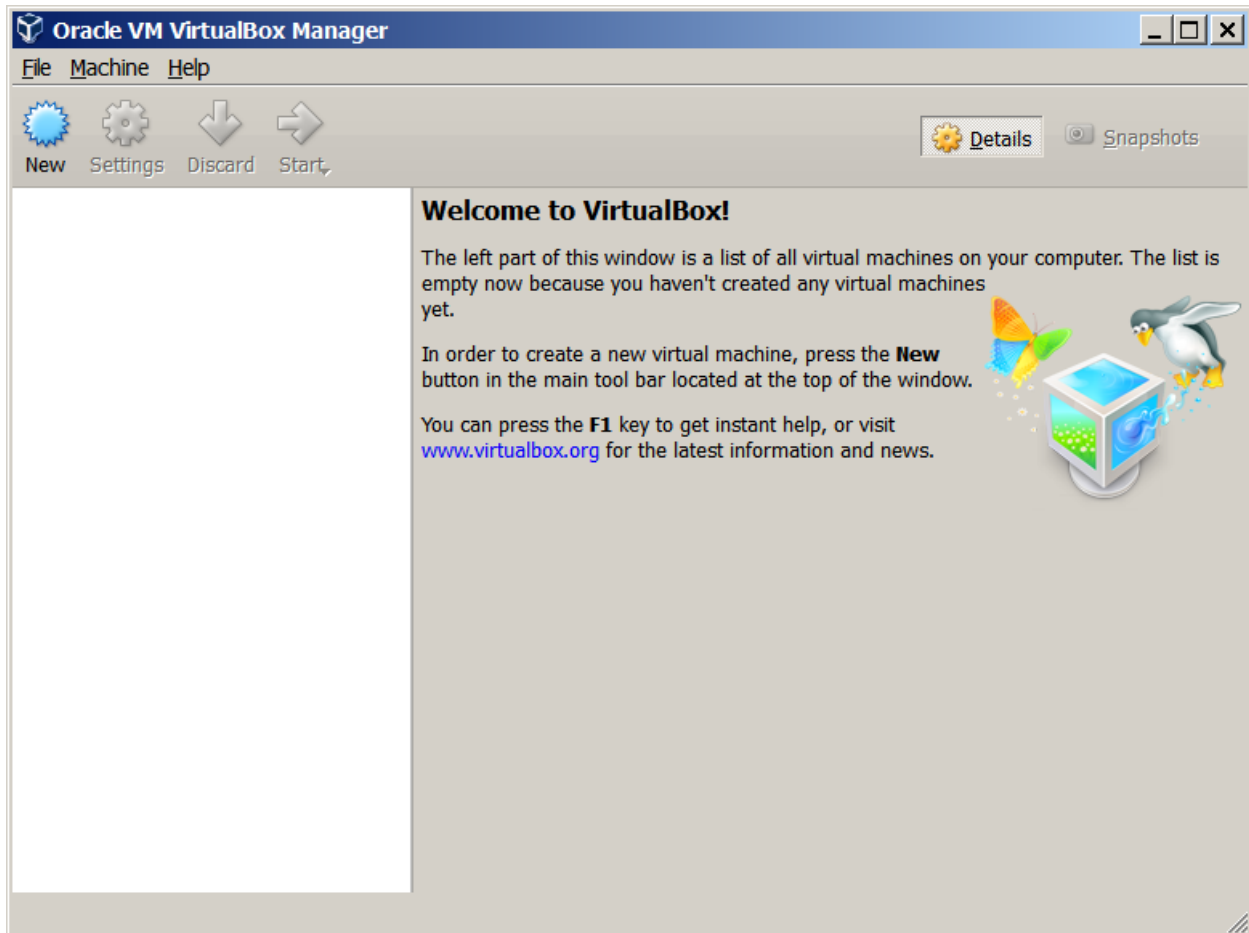 Oracle VM VirtualBox Manager
File Machine Help
New Settings Discard Start
Details Snapshots
Welcome to VirtualBox!
The left part of this window is a list of all virtual machines on your computer. The list is
empty now because you haven't created any virtual machines
yet.
In order to create a new virtual machine, press the New
button in the main tool bar located at the top of the window.
You can press the F1 key to get instant help, or visit
www.virtualbox.org for the latest information and news.